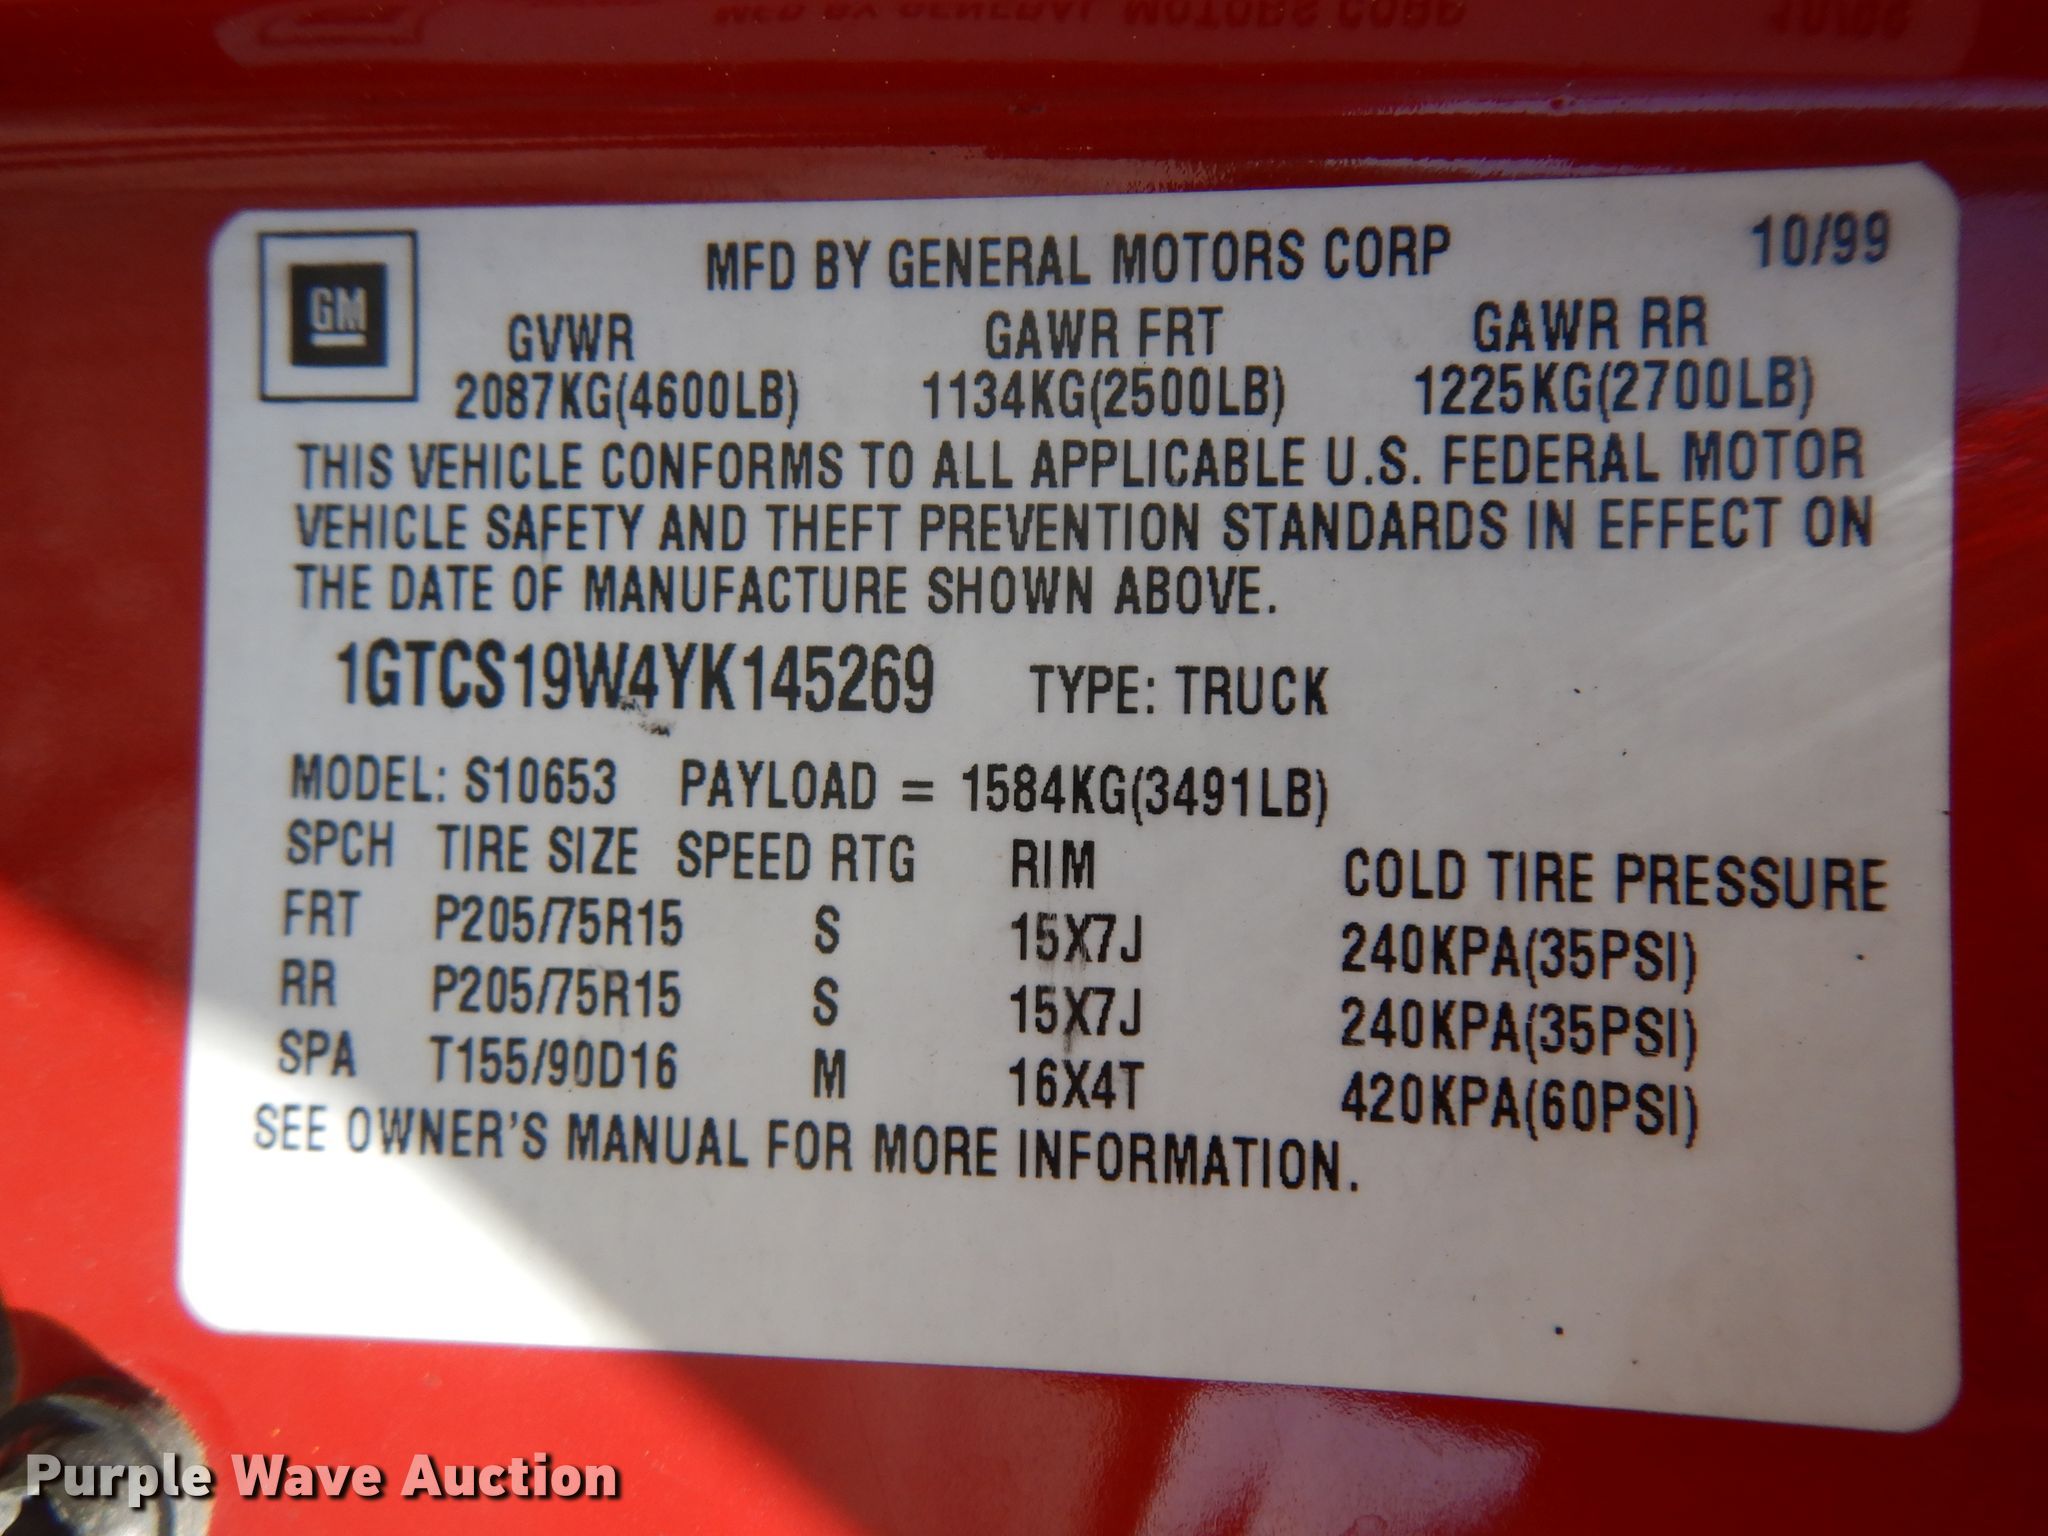 GM
MFD BY GENERAL MOTORS CORP 10/99
GVWR GAWR FRT GAWR RR
2087KG(4600LB) 1134KG(2500LB) 1225KG(2700LB)
THIS VEHICLE CONFORMS TO ALL APPLICABLE U.S. FEDERAL MOTOR
VEHICLE SAFETY AND THEFT PREVENTION STANDARDS IN EFFECT ON
THE DATE OF MANUFACTURE SHOWN ABOVE.
1GTCS19W4YK145269 TYPE: TRUCK
MODEL: S10653 PAYLOAD = 1584KG(3491LB)
SPCH TIRE SIZE SPEED RTG RIM COLD TIRE PRESSURE
FRT P205/75R15 S 15X7J 240KPA(35PSI)
RR P205/75R15 S 15X7J 240KPA(35PSI)
SPA T155/90D16 M 16X4T 420KPA(60PSI)
SEE OWNER'S MANUAL FOR MORE INFORMATION.
Purple Wave Auction